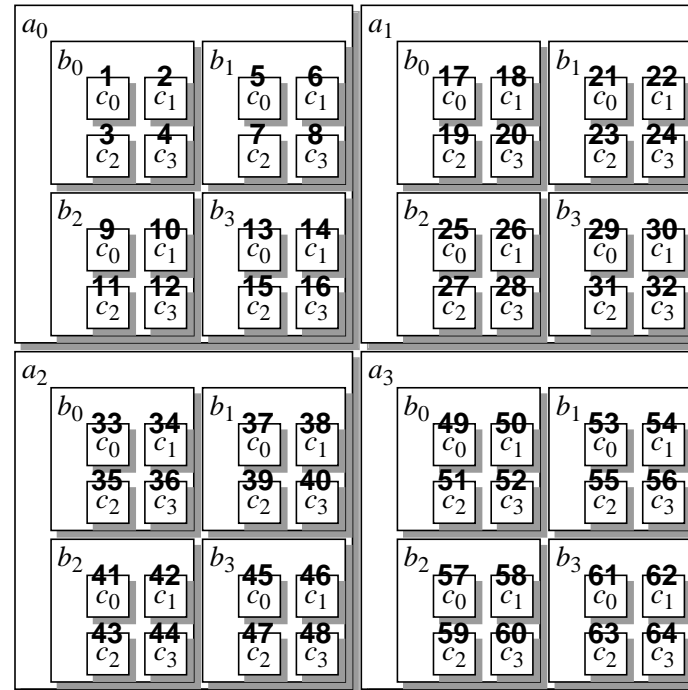 a0 a1
b0 b1 b0 b1
1 2 5 6 17 18 21 22
c0 c1 c0 c1 c0 c1 c0 c1
3 4 7 8 19 20 23 24
c2 c3 c2 c3 c2 c3 c2 c3
b2 b3 b2 b3
9 10 13 14 25 26 29 30
c0 c1 c0 c1 c0 c1 c0 c1
11 12 15 16 27 28 31 32
c2 c3 c2 c3 c2 c3 c2 c3
a2 a3
b0 b1 b0 b1
33 34 37 38 49 50 53 54
c0 c1 c0 c1 c0 c1 c0 c1
35 36 39 40 51 52 55 56
c2 c3 c2 c3 c2 c3 c2 c3
b2 b3 b2 b3
41 42 45 46 57 58 61 62
c0 c1 c0 c1 c0 c1 c0 c1
43 44 47 48 59 60 63 64
c2 c3 c2 c3 c2 c3 c2 c3